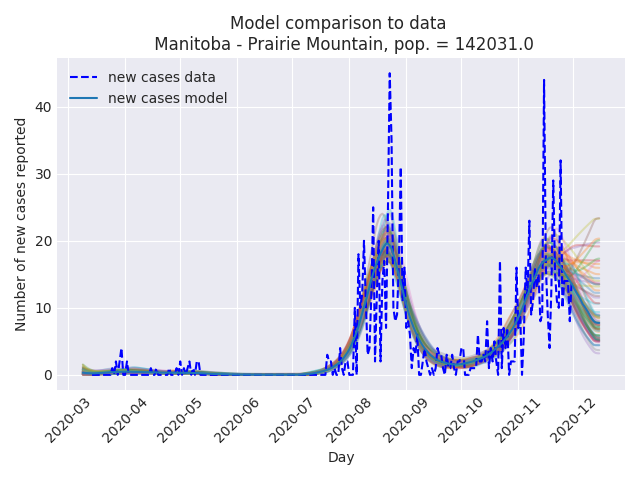 Model comparison to data
Manitoba - Prairie Mountain, pop. = 142031.0
new cases data
new cases model
Number of new cases reported
40
30
20
10
0
2020-03
2020-04
2020-05
2020-06
2020-07
2020-08
2020-09
2020-10
2020-11
2020-12
Day